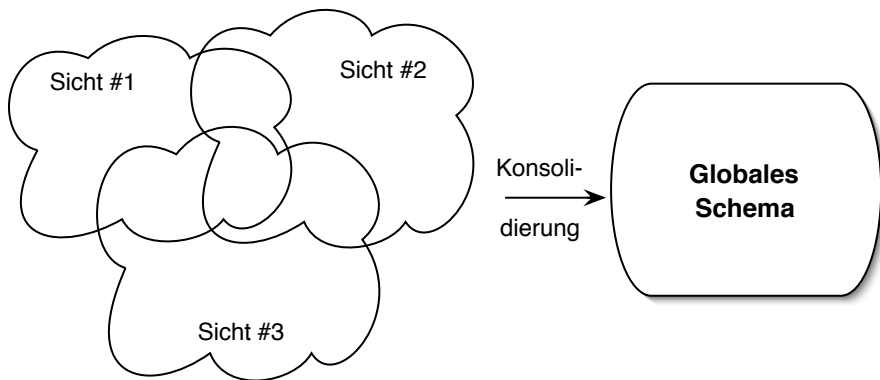 Sicht #1
Sicht #2
Sicht #3
Konsoli-
dierung
Globales
Schema